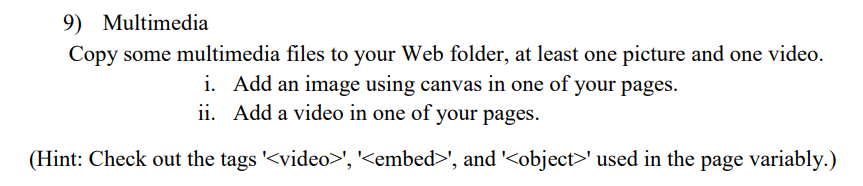 9) Multimedia
Copy some multimedia files to your Web folder, at least one picture and one video.
i. Add an image using canvas in one of your pages.
ii. Add a video in one of your pages.
(Hint: Check out the tags '<video>', '<embed>', and '<object>' used in the page variably.)